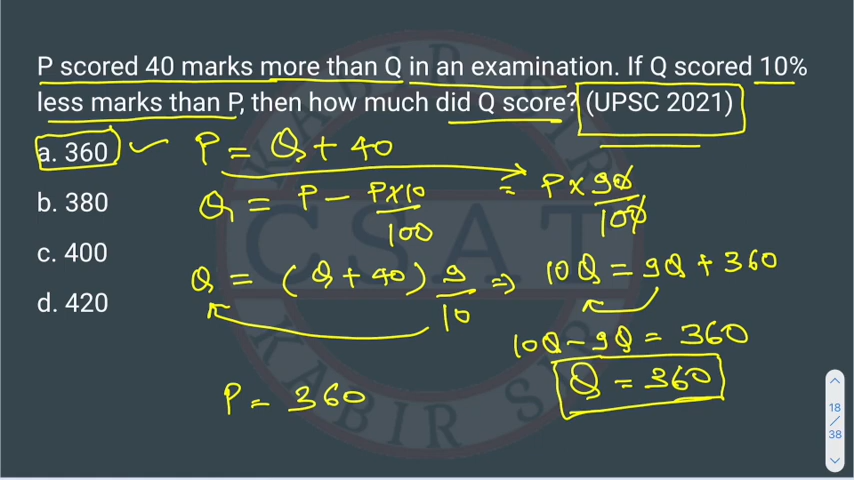 P scored 40 marks more than Q in an examination. If Q scored 10%
less marks than P, then how much did Q score? (UPSC 2021)
a. 360
P = Q + 40
b. 380
Q = P - P×10/100 = P × 90/100
c. 400
Q = (Q + 40) 9/10 ⇒ 10Q = 9Q + 360
d. 420
10Q - 9Q = 360
Q = 360
P = 360
CSAT
KABIR S
18
/
38